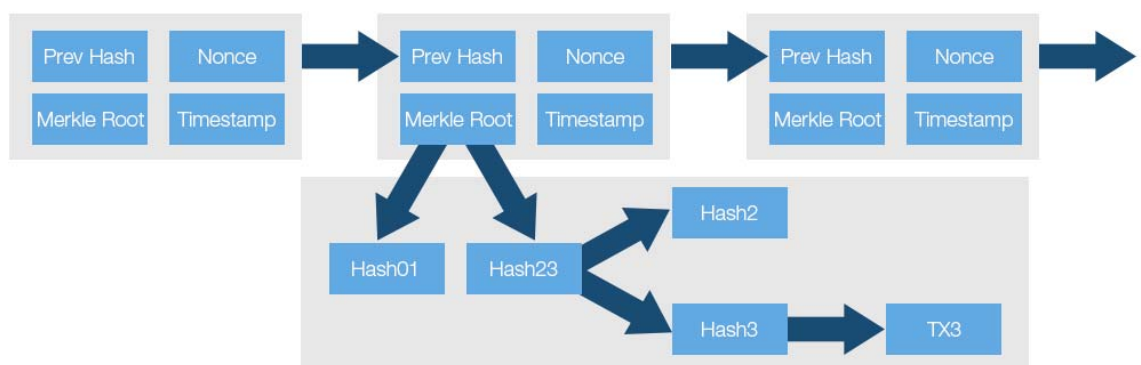 Prev Hash Nonce Prev Hash Nonce Prev Hash Nonce
Merkle Root Timestamp Merkle Root Timestamp Merkle Root Timestamp
Hash2
Hash01 Hash23
Hash3 TX3